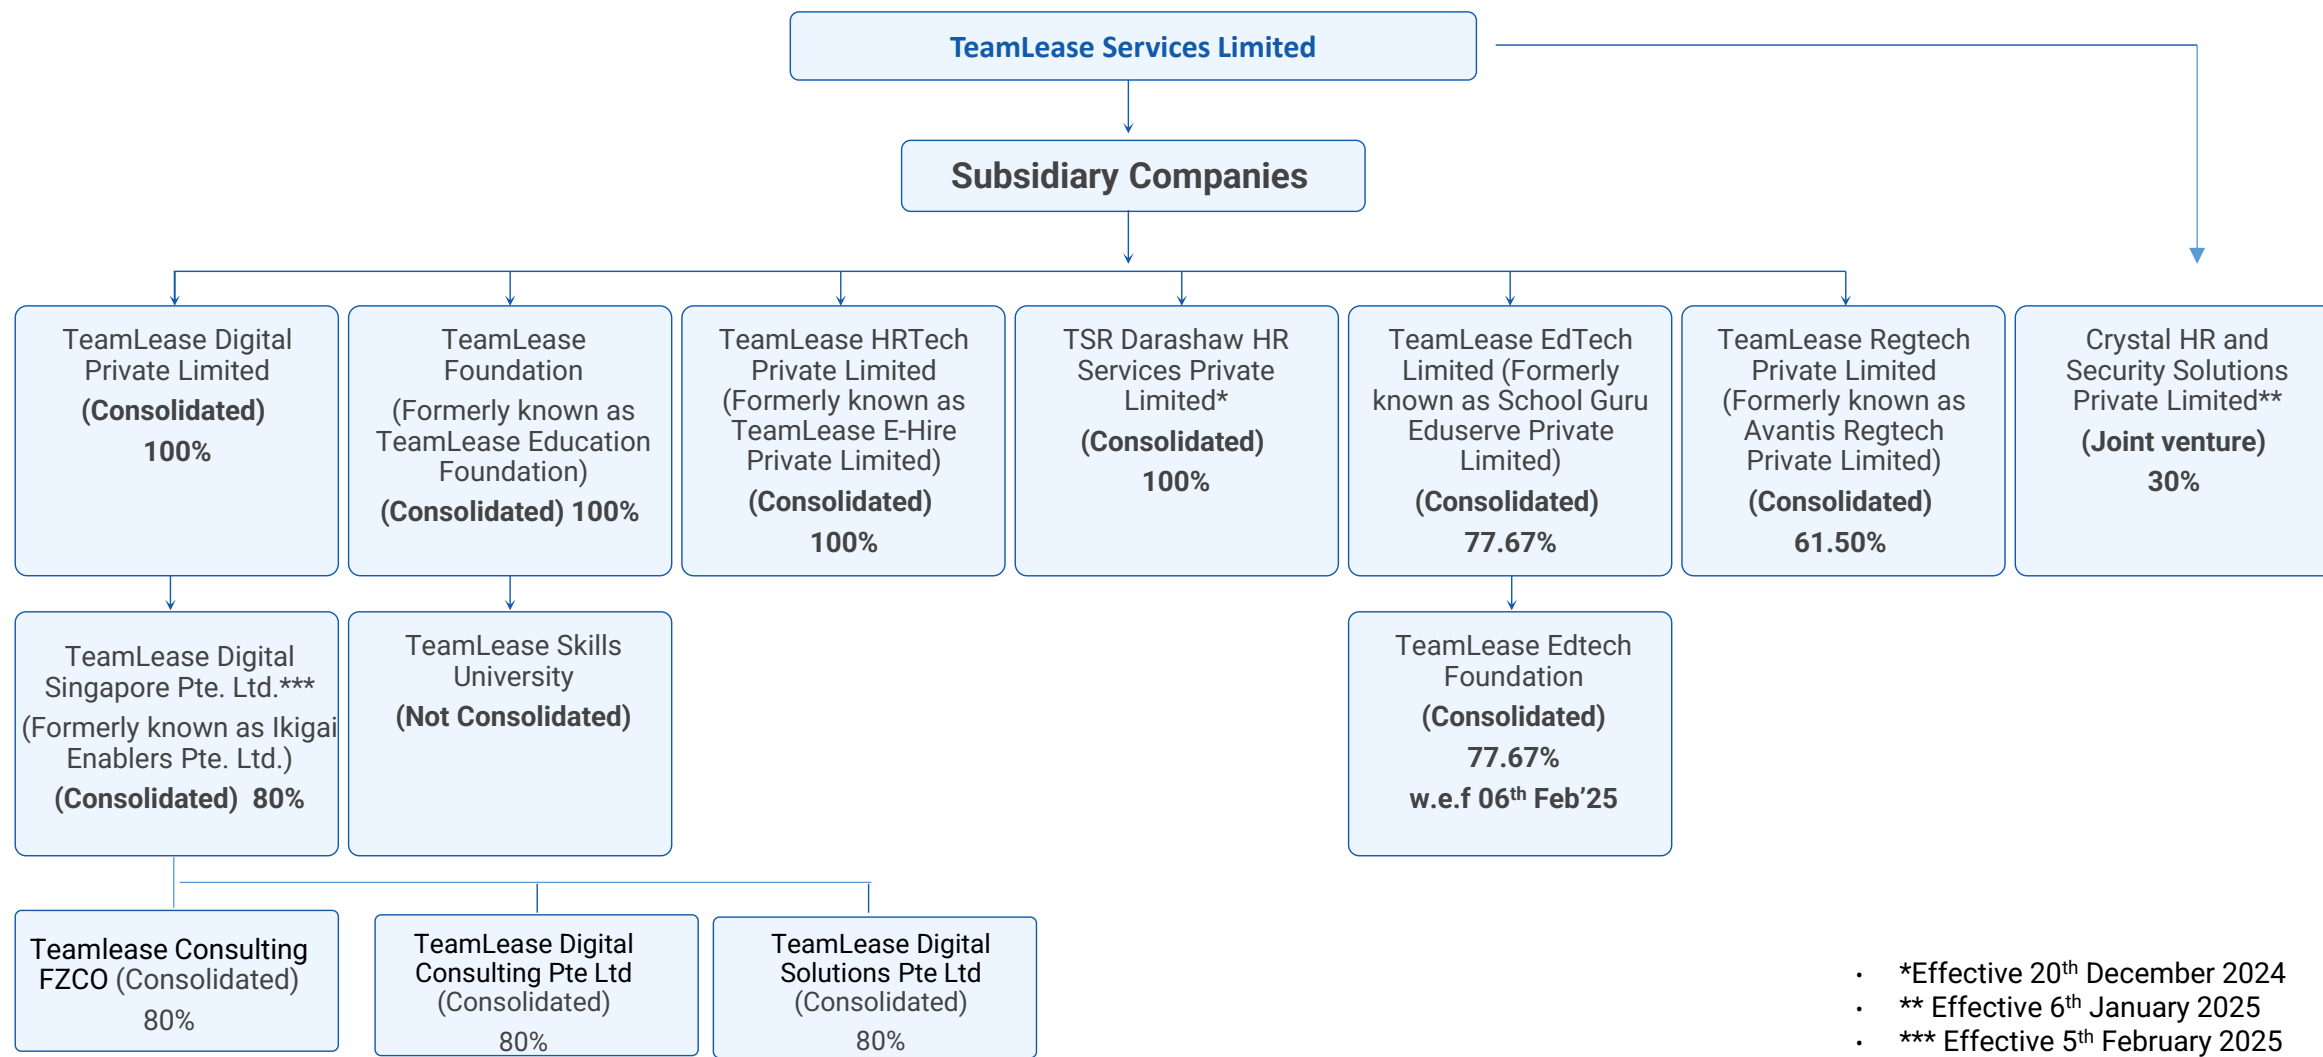 TeamLease Services Limited
Subsidiary Companies
TeamLease Digital
Private Limited
(Consolidated)
100%
TeamLease
Foundation
(Formerly known as
TeamLease Education
Foundation)
(Consolidated) 100%
TeamLease HRTech
Private Limited
(Formerly known as
TeamLease E-Hire
Private Limited)
(Consolidated)
100%
TSR Darashaw HR
Services Private
Limited*
(Consolidated)
100%
TeamLease EdTech
Limited (Formerly
known as School Guru
Eduserve Private
Limited)
(Consolidated)
77.67%
TeamLease Regtech
Private Limited
(Formerly known as
Avantis Regtech
Private Limited)
(Consolidated)
61.50%
Crystal HR and
Security Solutions
Private Limited**
(Joint venture)
30%
TeamLease Digital
Singapore Pte. Ltd.***
(Formerly known as Ikigai
Enablers Pte. Ltd.)
(Consolidated) 80%
TeamLease Skills
University
(Not Consolidated)
TeamLease Edtech
Foundation
(Consolidated)
77.67%
w.e.f 06th Feb’25
Teamlease Consulting
FZCO (Consolidated)
80%
TeamLease Digital
Consulting Pte Ltd
(Consolidated)
80%
TeamLease Digital
Solutions Pte Ltd
(Consolidated)
80%
• *Effective 20th December 2024
• ** Effective 6th January 2025
• *** Effective 5th February 2025